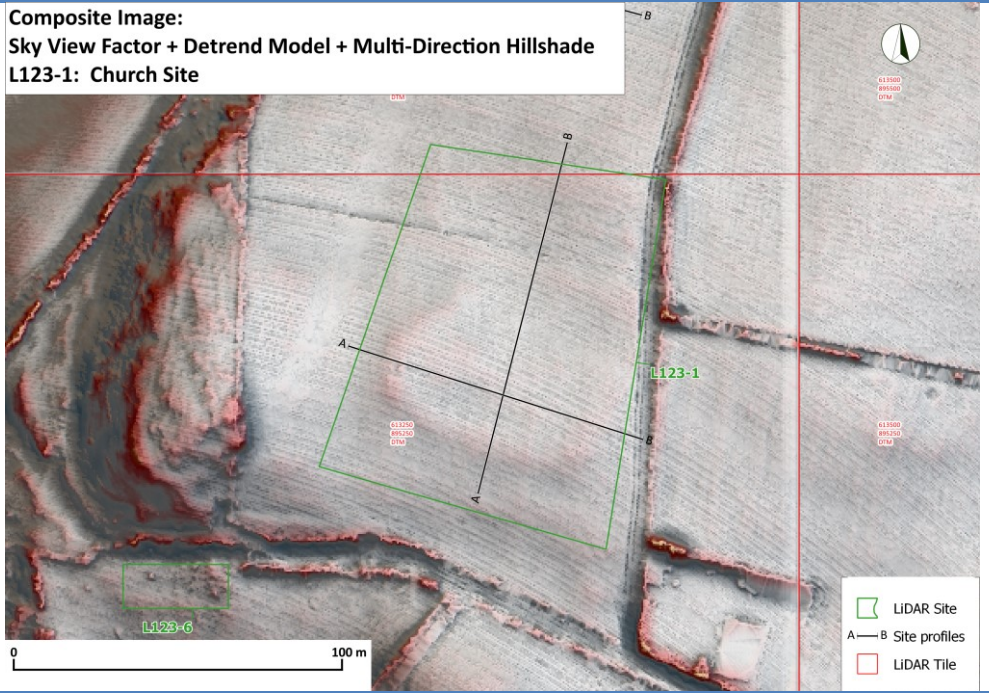 Composite Image:
Sky View Factor + Detrend Model + Multi-Direction Hillshade
L123-1: Church Site
B
DTM
613500
895500
DTM
B
A
L123-1
613250
895250
DTM
613500
895250
DTM
B
A
L123-6
0 100 m
LiDAR Site
A B Site profiles
LiDAR Tile